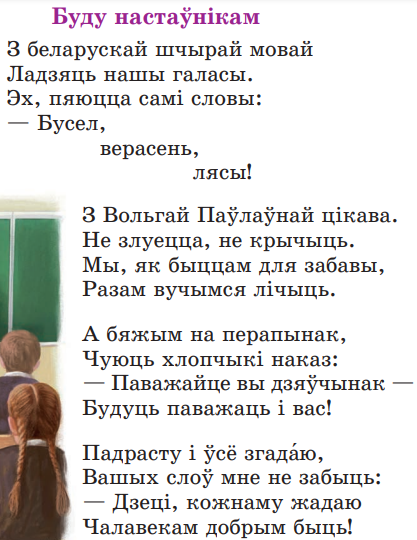 Буду настаўнікам
З беларускай шчырай мовай
Ладзяць нашы галасы.
Эх, пяюцца самі словы:
— Бусел,
верасень,
лясы!
З Вольгай Паўлаўнай цікава.
Не злуецца, не крычыць.
Мы, як быццам для забавы,
Разам вучымся лічыць.
А бяжым на перапынак,
Чуюць хлопчыкі наказ:
— Паважайце вы дзяўчынак —
Будуць паважаць і вас!
Падрасту і ўсё згада́ю,
Вашых слоў мне не забыць:
— Дзеці, кожнаму жадаю
Чалавекам добрым быць!